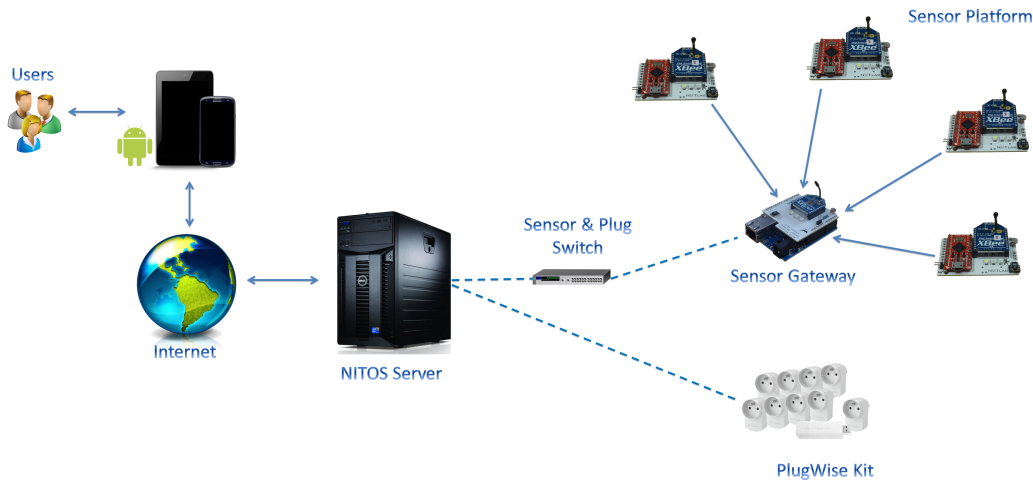 Sensor Platform
Users
XBee
XBee
XBee
XBee
Sensor & Plug
Switch
Sensor Gateway
Internet
NITOS Server
PlugWise Kit